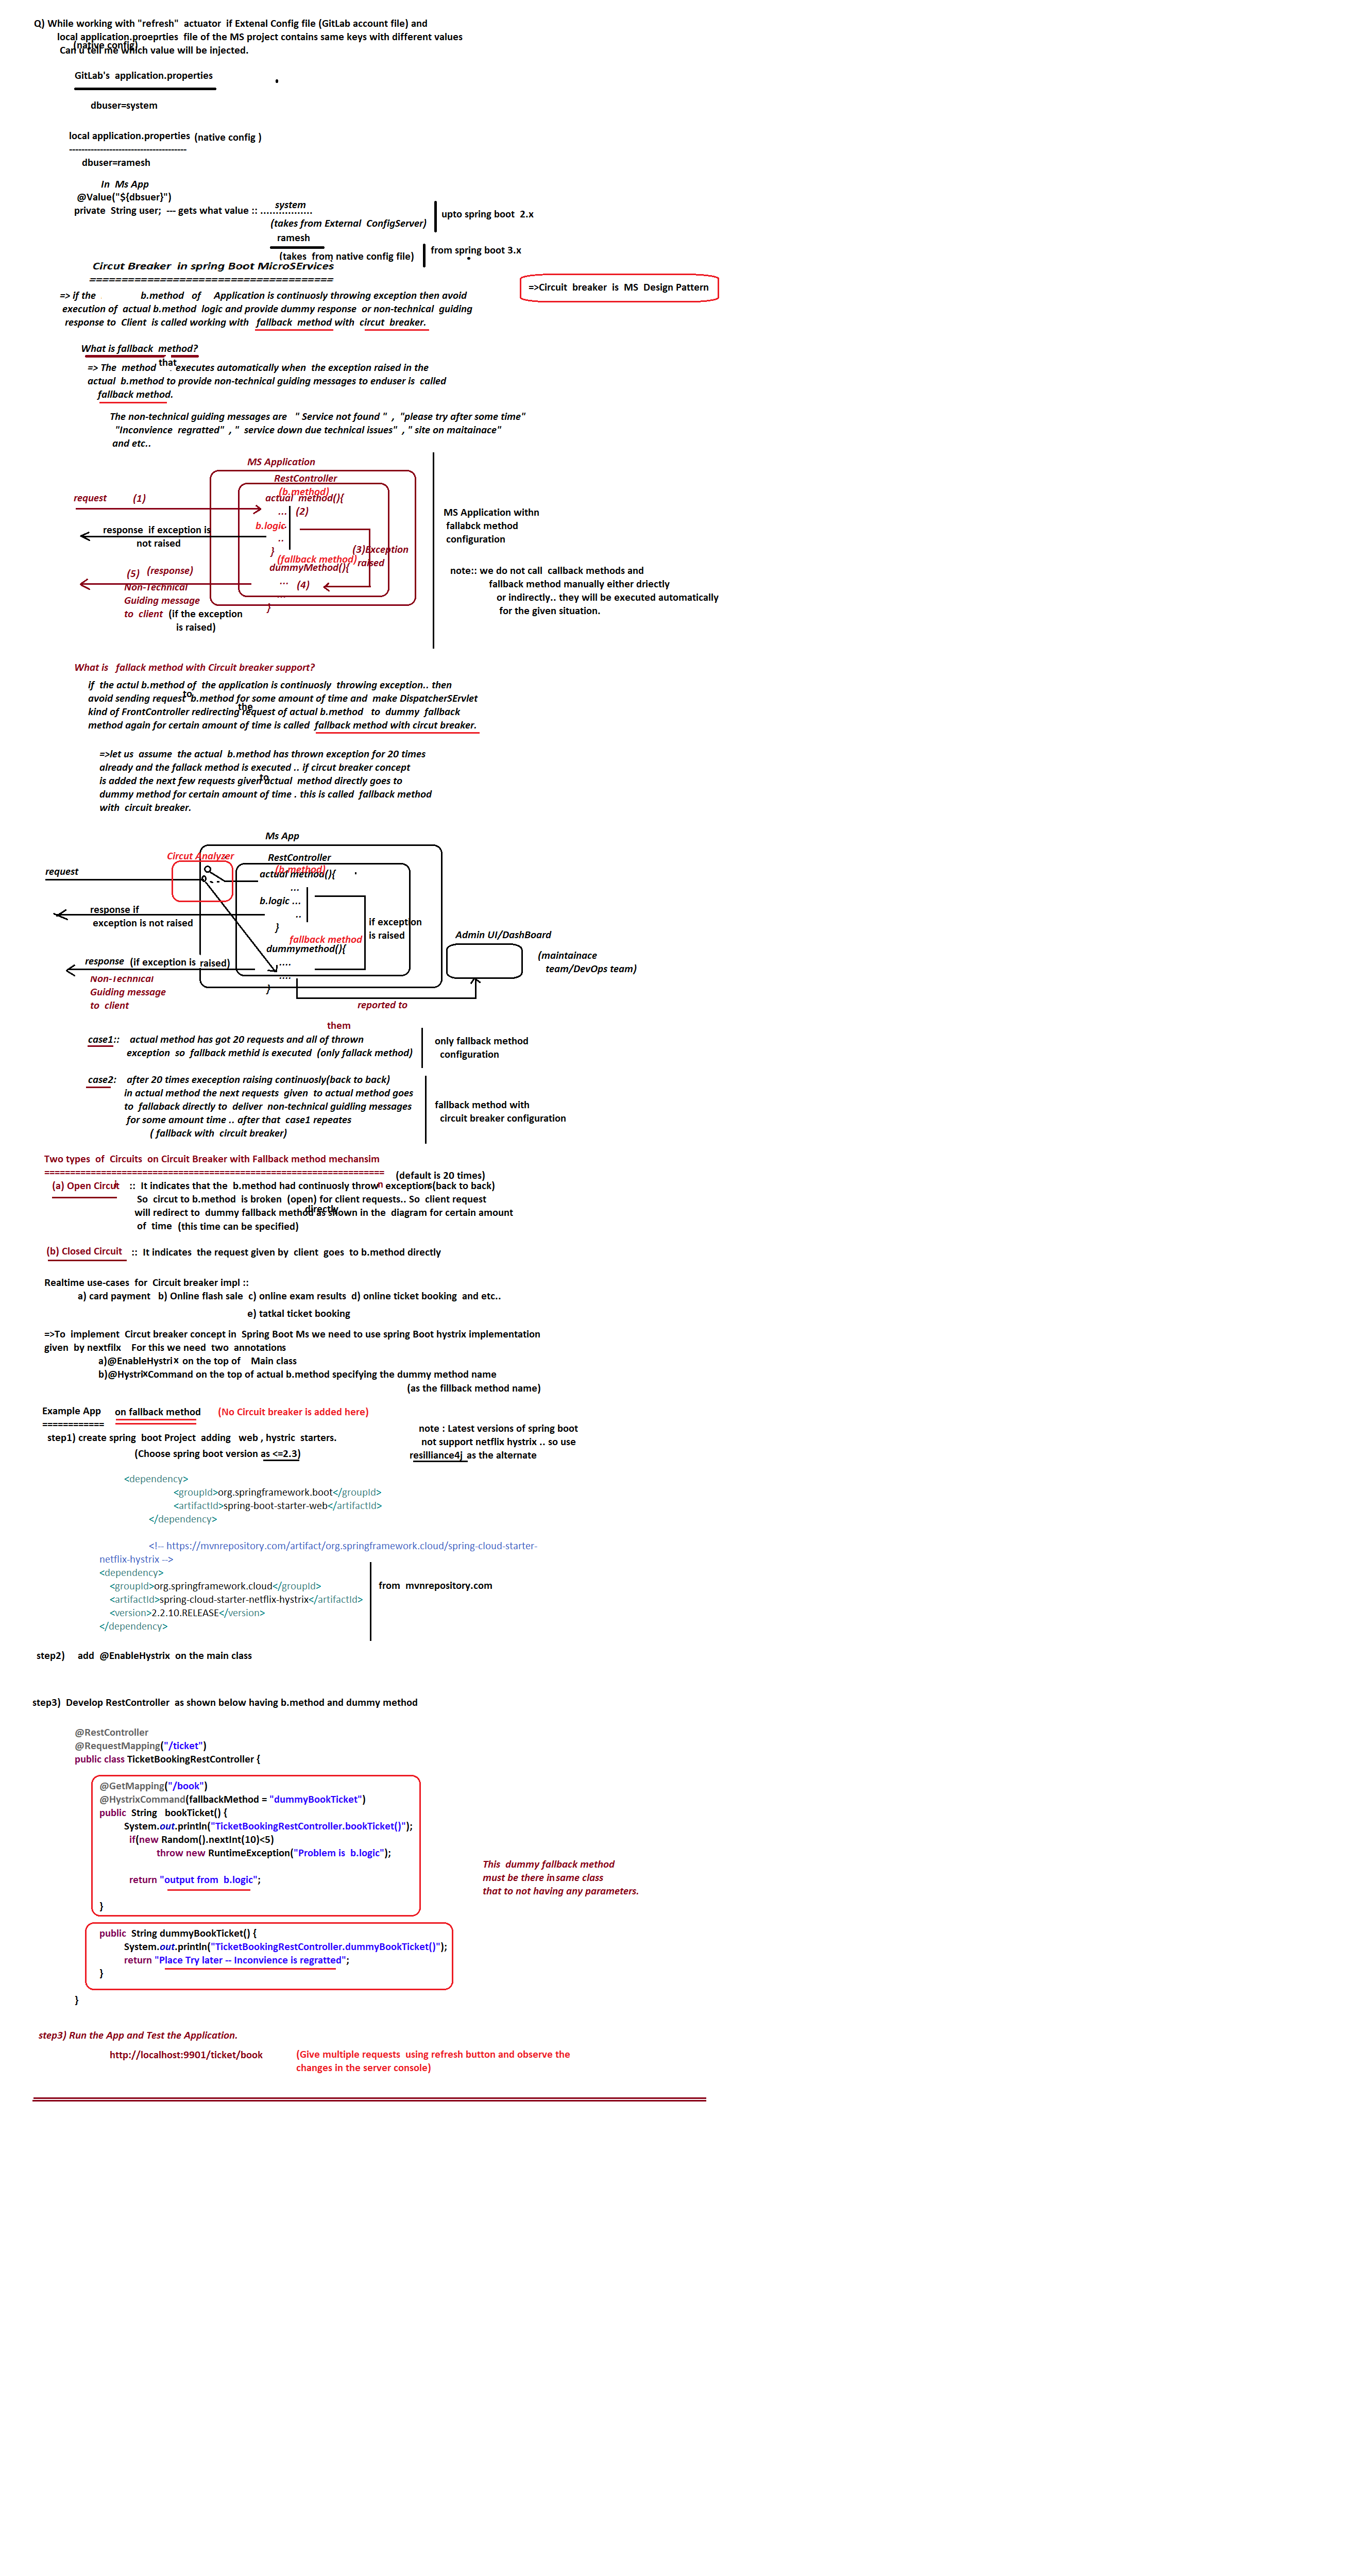 Q) While working with "refresh" actuator if Extenal Config file (GitLab account file) and
local application.proeprties file of the MS project contains same keys with different values
(native config)
Can u tell me which value will be injected.
GitLab's application.properties
dbuser=system
local application.properties (native config )
---------------------------------------
dbuser=ramesh
In Ms App
@Value("${dbsuer}")
system
private String user; --- gets what value :: ................
(takes from External ConfigServer)
upto spring boot 2.x
ramesh
(takes from native config file)
from spring boot 3.x
Circut Breaker in spring Boot MicroSErvices
======================================
=>Circuit breaker is MS Design Pattern
=> if the b.method of Application is continuosly throwing exception then avoid
execution of actual b.method logic and provide dummy response or non-technical guiding
response to Client is called working with fallback method with circut breaker.
What is fallback method?
that
=> The method executes automatically when the exception raised in the
actual b.method to provide non-technical guiding messages to enduser is called
fallback method.
The non-technical guiding messages are " Service not found " , "please try after some time"
"Inconvience regratted" , " service down due technical issues" , " site on maitainace"
and etc..
MS Application
RestController
(b.method)
request (1)
actual method(){
... (2)
b.logic
response if exception is
not raised
..
}
(3)Exception
raised
(fallback method)
dummyMethod(){
(5) (response)
... (4)
...
}
Non-Technical
Guiding message
to client (if the exception
is raised)
MS Application withn
fallabck method
configuration
note:: we do not call callback methods and
fallback method manually either driectly
or indirectly.. they will be executed automatically
for the given situation.
What is fallack method with Circuit breaker support?
if the actul b.method of the application is continuosly throwing exception.. then
to
avoid sending request b.method for some amount of time and make DispatcherSErvlet
the
kind of FrontController redirecting request of actual b.method to dummy fallback
method again for certain amount of time is called fallback method with circut breaker.
=>let us assume the actual b.method has thrown exception for 20 times
already and the fallack method is executed .. if circut breaker concept
to
is added the next few requests given actual method directly goes to
dummy method for certain amount of time . this is called fallback method
with circuit breaker.
Ms App
Circut Analyzer
RestController
(b.method)
request
actual method(){
...
b.logic ...
..
}
response if
exception is not raised
if exception
is raised
fallback method
dummymethod(){
....
....
}
response (if exception is raised)
Non-Technical
Guiding message
to client
Admin UI/DashBoard
(maintainace
team/DevOps team)
reported to
them
case1:: actual method has got 20 requests and all of thrown
exception so fallback methid is executed (only fallack method)
only fallback method
configuration
case2: after 20 times exeception raising continuosly(back to back)
in actual method the next requests given to actual method goes
to fallaback directly to deliver non-technical guidling messages
for some amount time .. after that case1 repeates
( fallback with circuit breaker)
fallback method with
circuit breaker configuration
Two types of Circuits on Circuit Breaker with Fallback method mechansim
==================================================================
(default is 20 times)
(a) Open Circuit :: It indicates that the b.method had continuosly thrown exceptions(back to back)
So circut to b.method is broken (open) for client requests.. So client request
directly
will redirect to dummy fallback method as shown in the diagram for certain amount
of time (this time can be specified)
(b) Closed Circuit :: It indicates the request given by client goes to b.method directly
Realtime use-cases for Circuit breaker impl ::
a) card payment b) Online flash sale c) online exam results d) online ticket booking and etc..
e) tatkal ticket booking
=>To implement Circut breaker concept in Spring Boot Ms we need to use spring Boot hystrix implementation
given by nextfilx For this we need two annotations
a)@EnableHystrix on the top of Main class
b)@HystrixCommand on the top of actual b.method specifying the dummy method name
(as the fillback method name)
Example App on fallback method (No Circuit breaker is added here)
============
step1) create spring boot Project adding web , hystric starters.
(Choose spring boot version as <=2.3)
note : Latest versions of spring boot
not support netflix hystrix .. so use
resilliance4j as the alternate
<dependency>
<groupId>org.springframework.boot</groupId>
<artifactId>spring-boot-starter-web</artifactId>
</dependency>
<!-- https://mvnrepository.com/artifact/org.springframework.cloud/spring-cloud-starter-
netflix-hystrix -->
<dependency>
<groupId>org.springframework.cloud</groupId>
<artifactId>spring-cloud-starter-netflix-hystrix</artifactId>
<version>2.2.10.RELEASE</version>
</dependency>
from mvnrepository.com
step2) add @EnableHystrix on the main class
step3) Develop RestController as shown below having b.method and dummy method
@RestController
@RequestMapping("/ticket")
public class TicketBookingRestController {
@GetMapping("/book")
@HystrixCommand(fallbackMethod = "dummyBookTicket")
public String bookTicket() {
System.out.println("TicketBookingRestController.bookTicket()");
if(new Random().nextInt(10)<5)
throw new RuntimeException("Problem is b.logic");
return "output from b.logic";
}
This dummy fallback method
must be there in same class
that to not having any parameters.
public String dummyBookTicket() {
System.out.println("TicketBookingRestController.dummyBookTicket()");
return "Place Try later -- Inconvience is regratted";
}
}
step3) Run the App and Test the Application.
http://localhost:9901/ticket/book
(Give multiple requests using refresh button and observe the
changes in the server console)